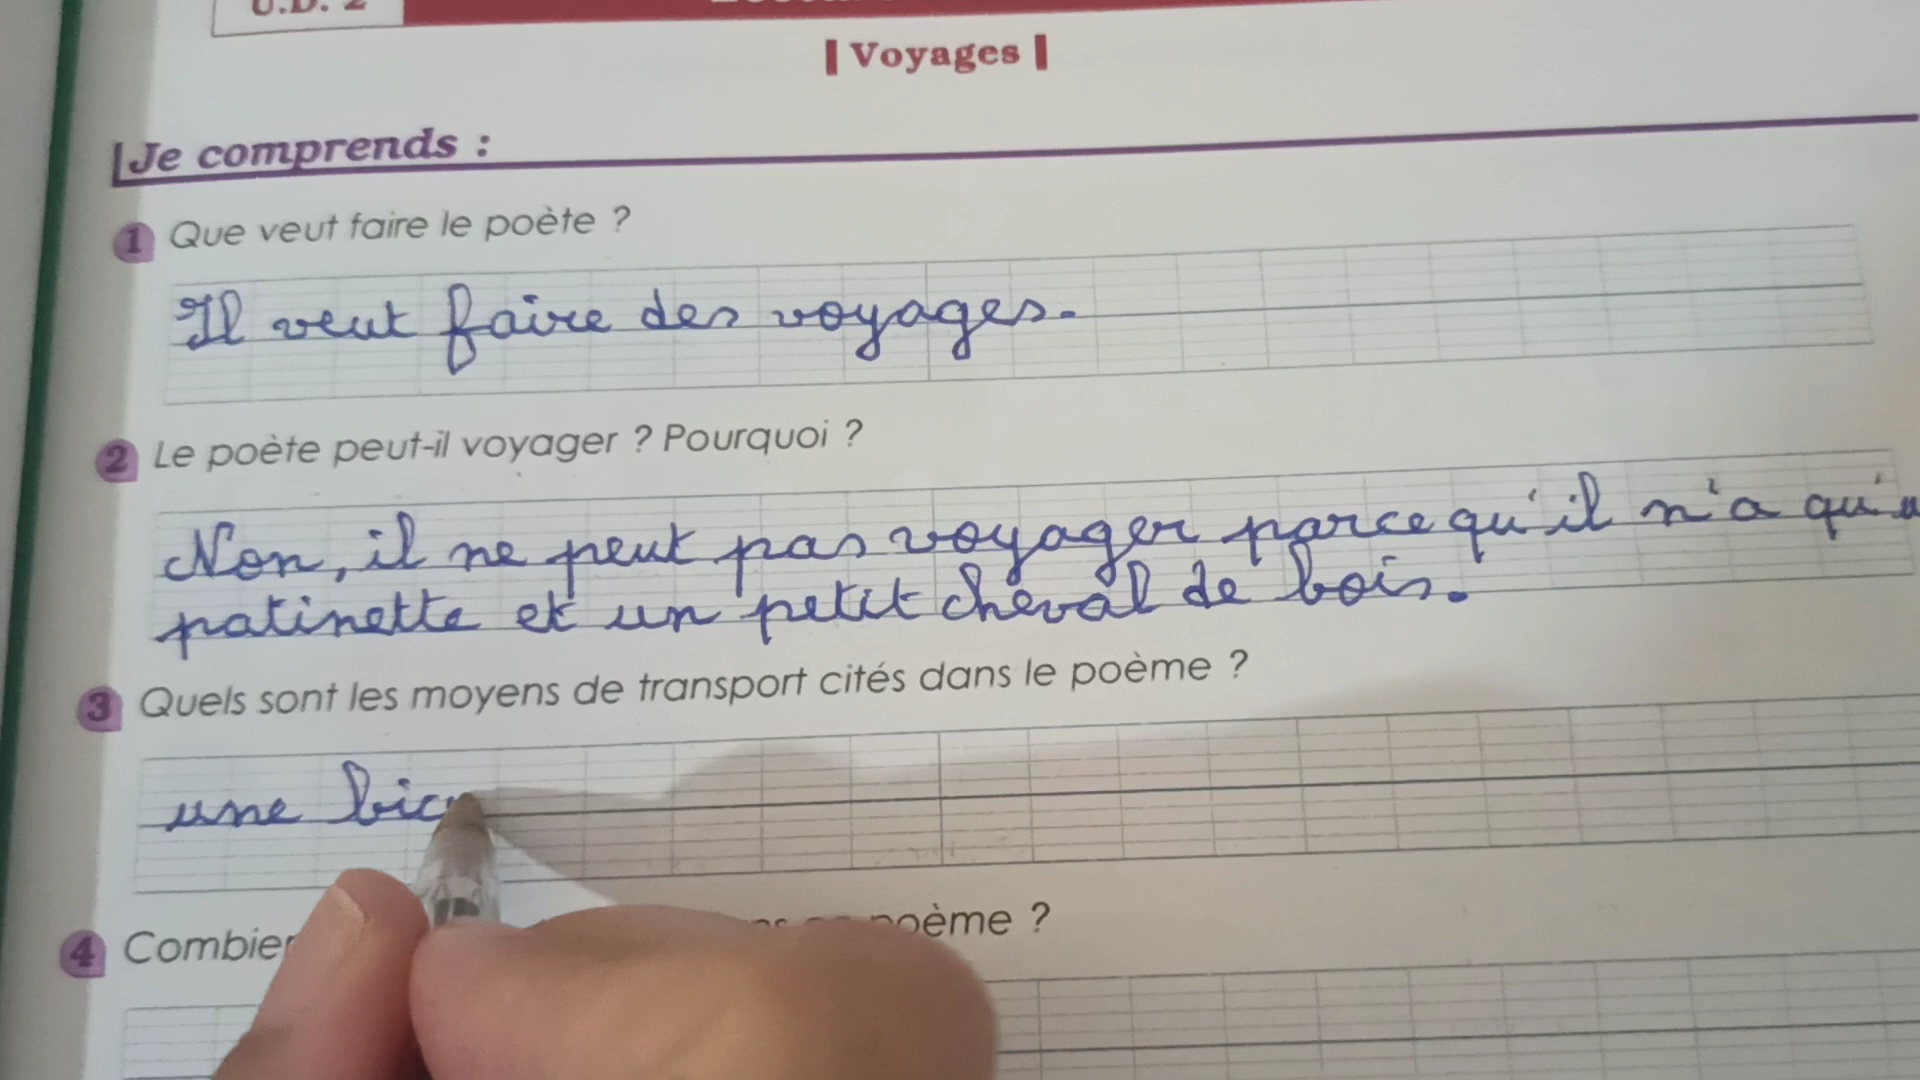 U.D. 2
Voyages
Je comprends :
1 Que veut faire le poète ?
Il veut faire des voyages.
2 Le poète peut-il voyager ? Pourquoi ?
Non, il ne peut pas voyager parce qu'il n'a qu'u
patinette et un petit cheval de bois.
3 Quels sont les moyens de transport cités dans le poème ?
une bic
4 Combien poème ?